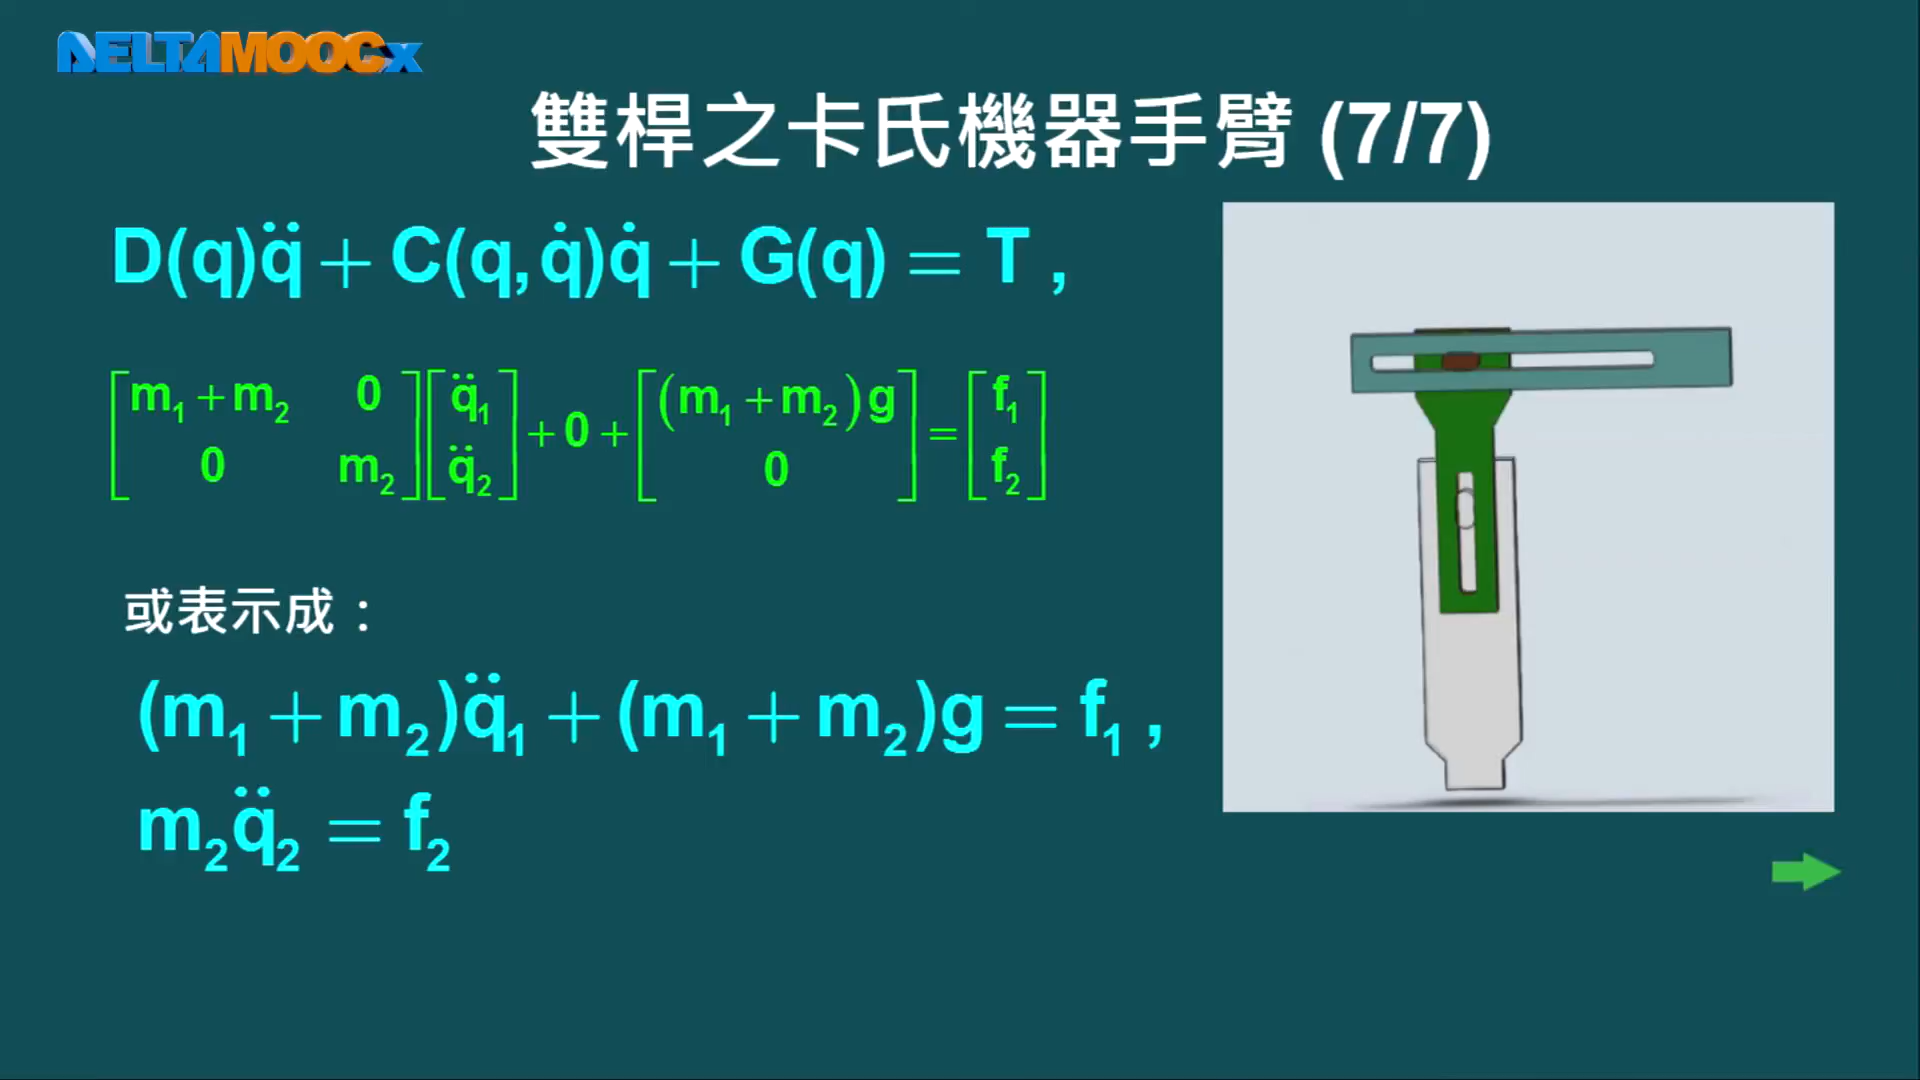 DELTAMOOCx
雙桿之卡氏機器手臂 (7/7)
D(q)q̈ + C(q, q̇)q̇ + G(q) = T ,
[m₁ + m₂ 0; 0 m₂][q̈₁; q̈₂] + 0 + [(m₁ + m₂)g; 0] = [f₁; f₂]
或表示成：
(m₁ + m₂)q̈₁ + (m₁ + m₂)g = f₁ ,
m₂q̈₂ = f₂